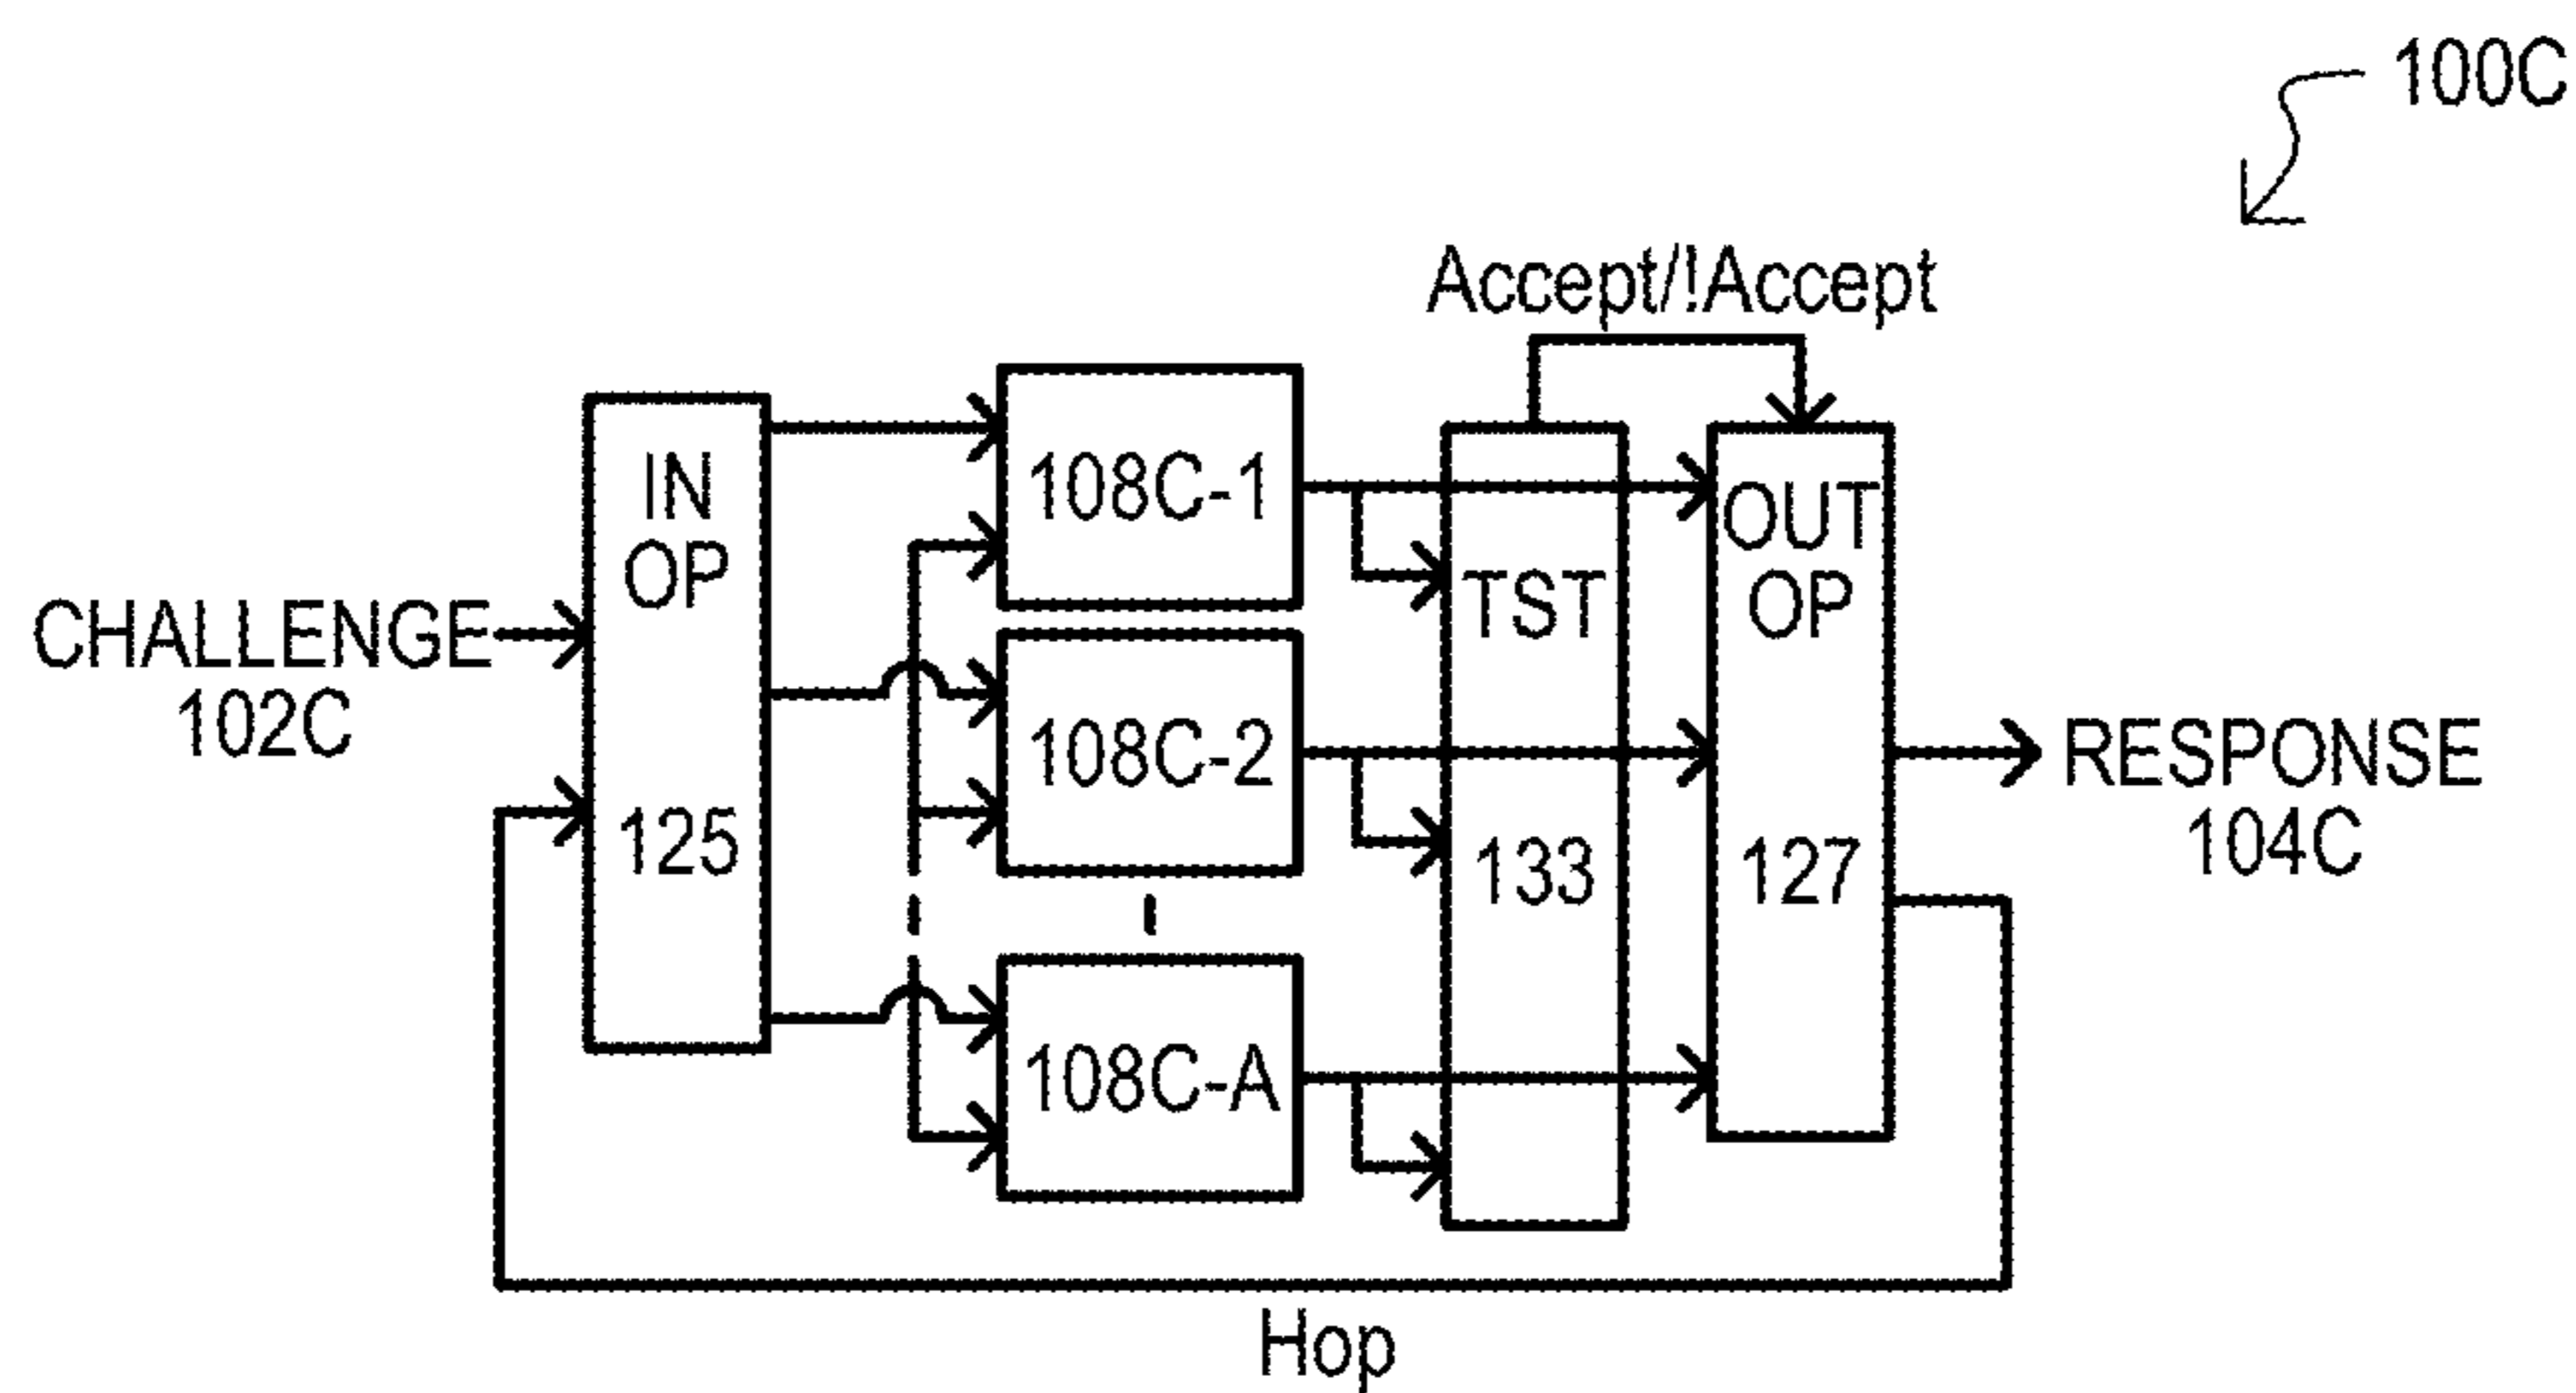 100C
Accept/!Accept
IN
OP
125
108C-1
108C-2
108C-A
TST
133
OUT
OP
127
CHALLENGE
102C
RESPONSE
104C
Hop